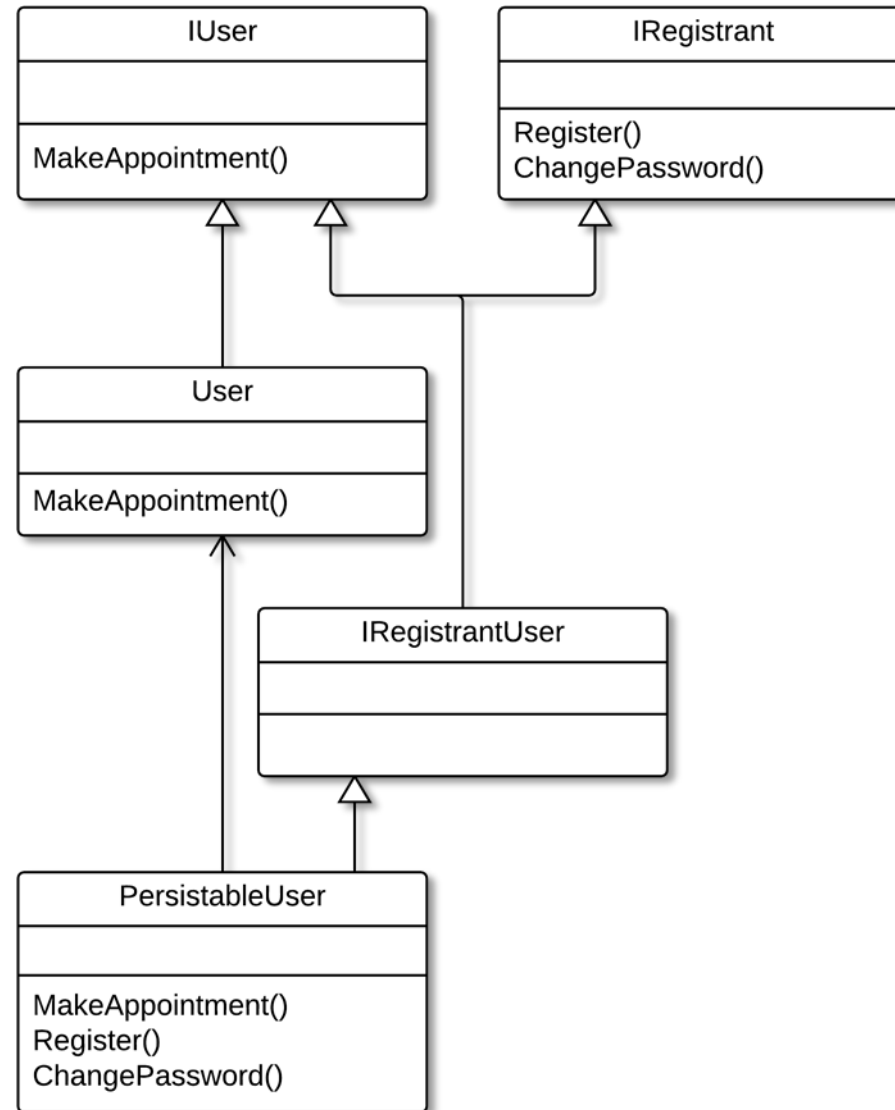 IUser
MakeAppointment()
IRegistrant
Register()
ChangePassword()
User
MakeAppointment()
IRegistrantUser
PersistableUser
MakeAppointment()
Register()
ChangePassword()